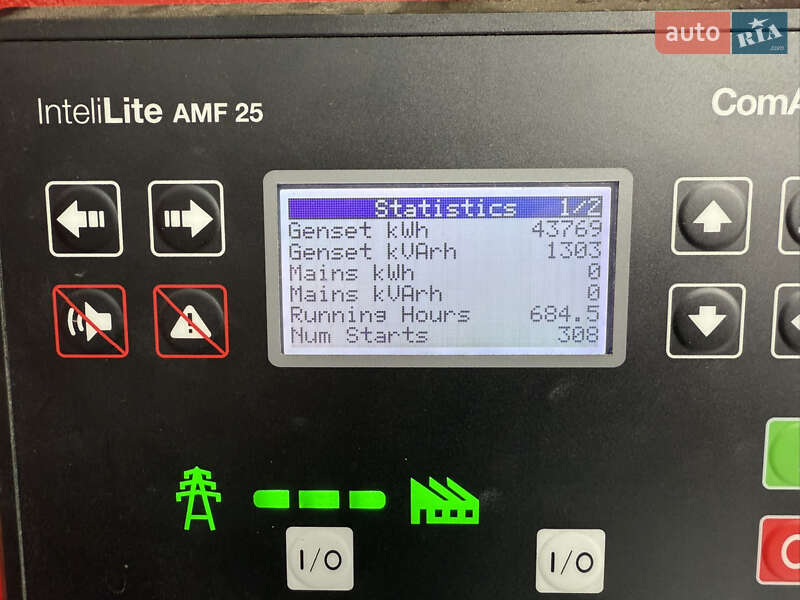 auto RIA .com
InteliLite AMF 25
ComA
Statistics 1/2
Genset kWh 43769
Genset kVArh 1303
Mains kWh 0
Mains kVArh 0
Running Hours 684.5
Num Starts 308
I/O
I/O